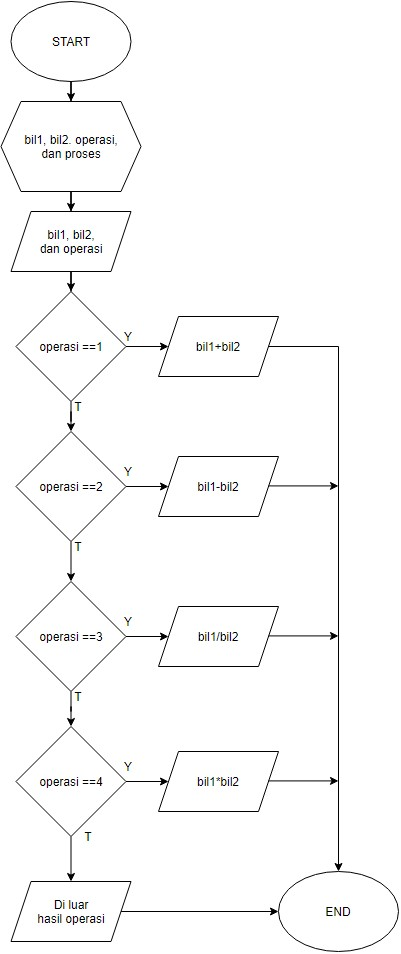 START
bil1, bil2. operasi,
dan proses
bil1, bil2,
dan operasi
operasi ==1
Y
bil1+bil2
T
operasi ==2
Y
bil1-bil2
T
operasi ==3
Y
bil1/bil2
T
operasi ==4
Y
bil1*bil2
T
Di luar
hasil operasi
END